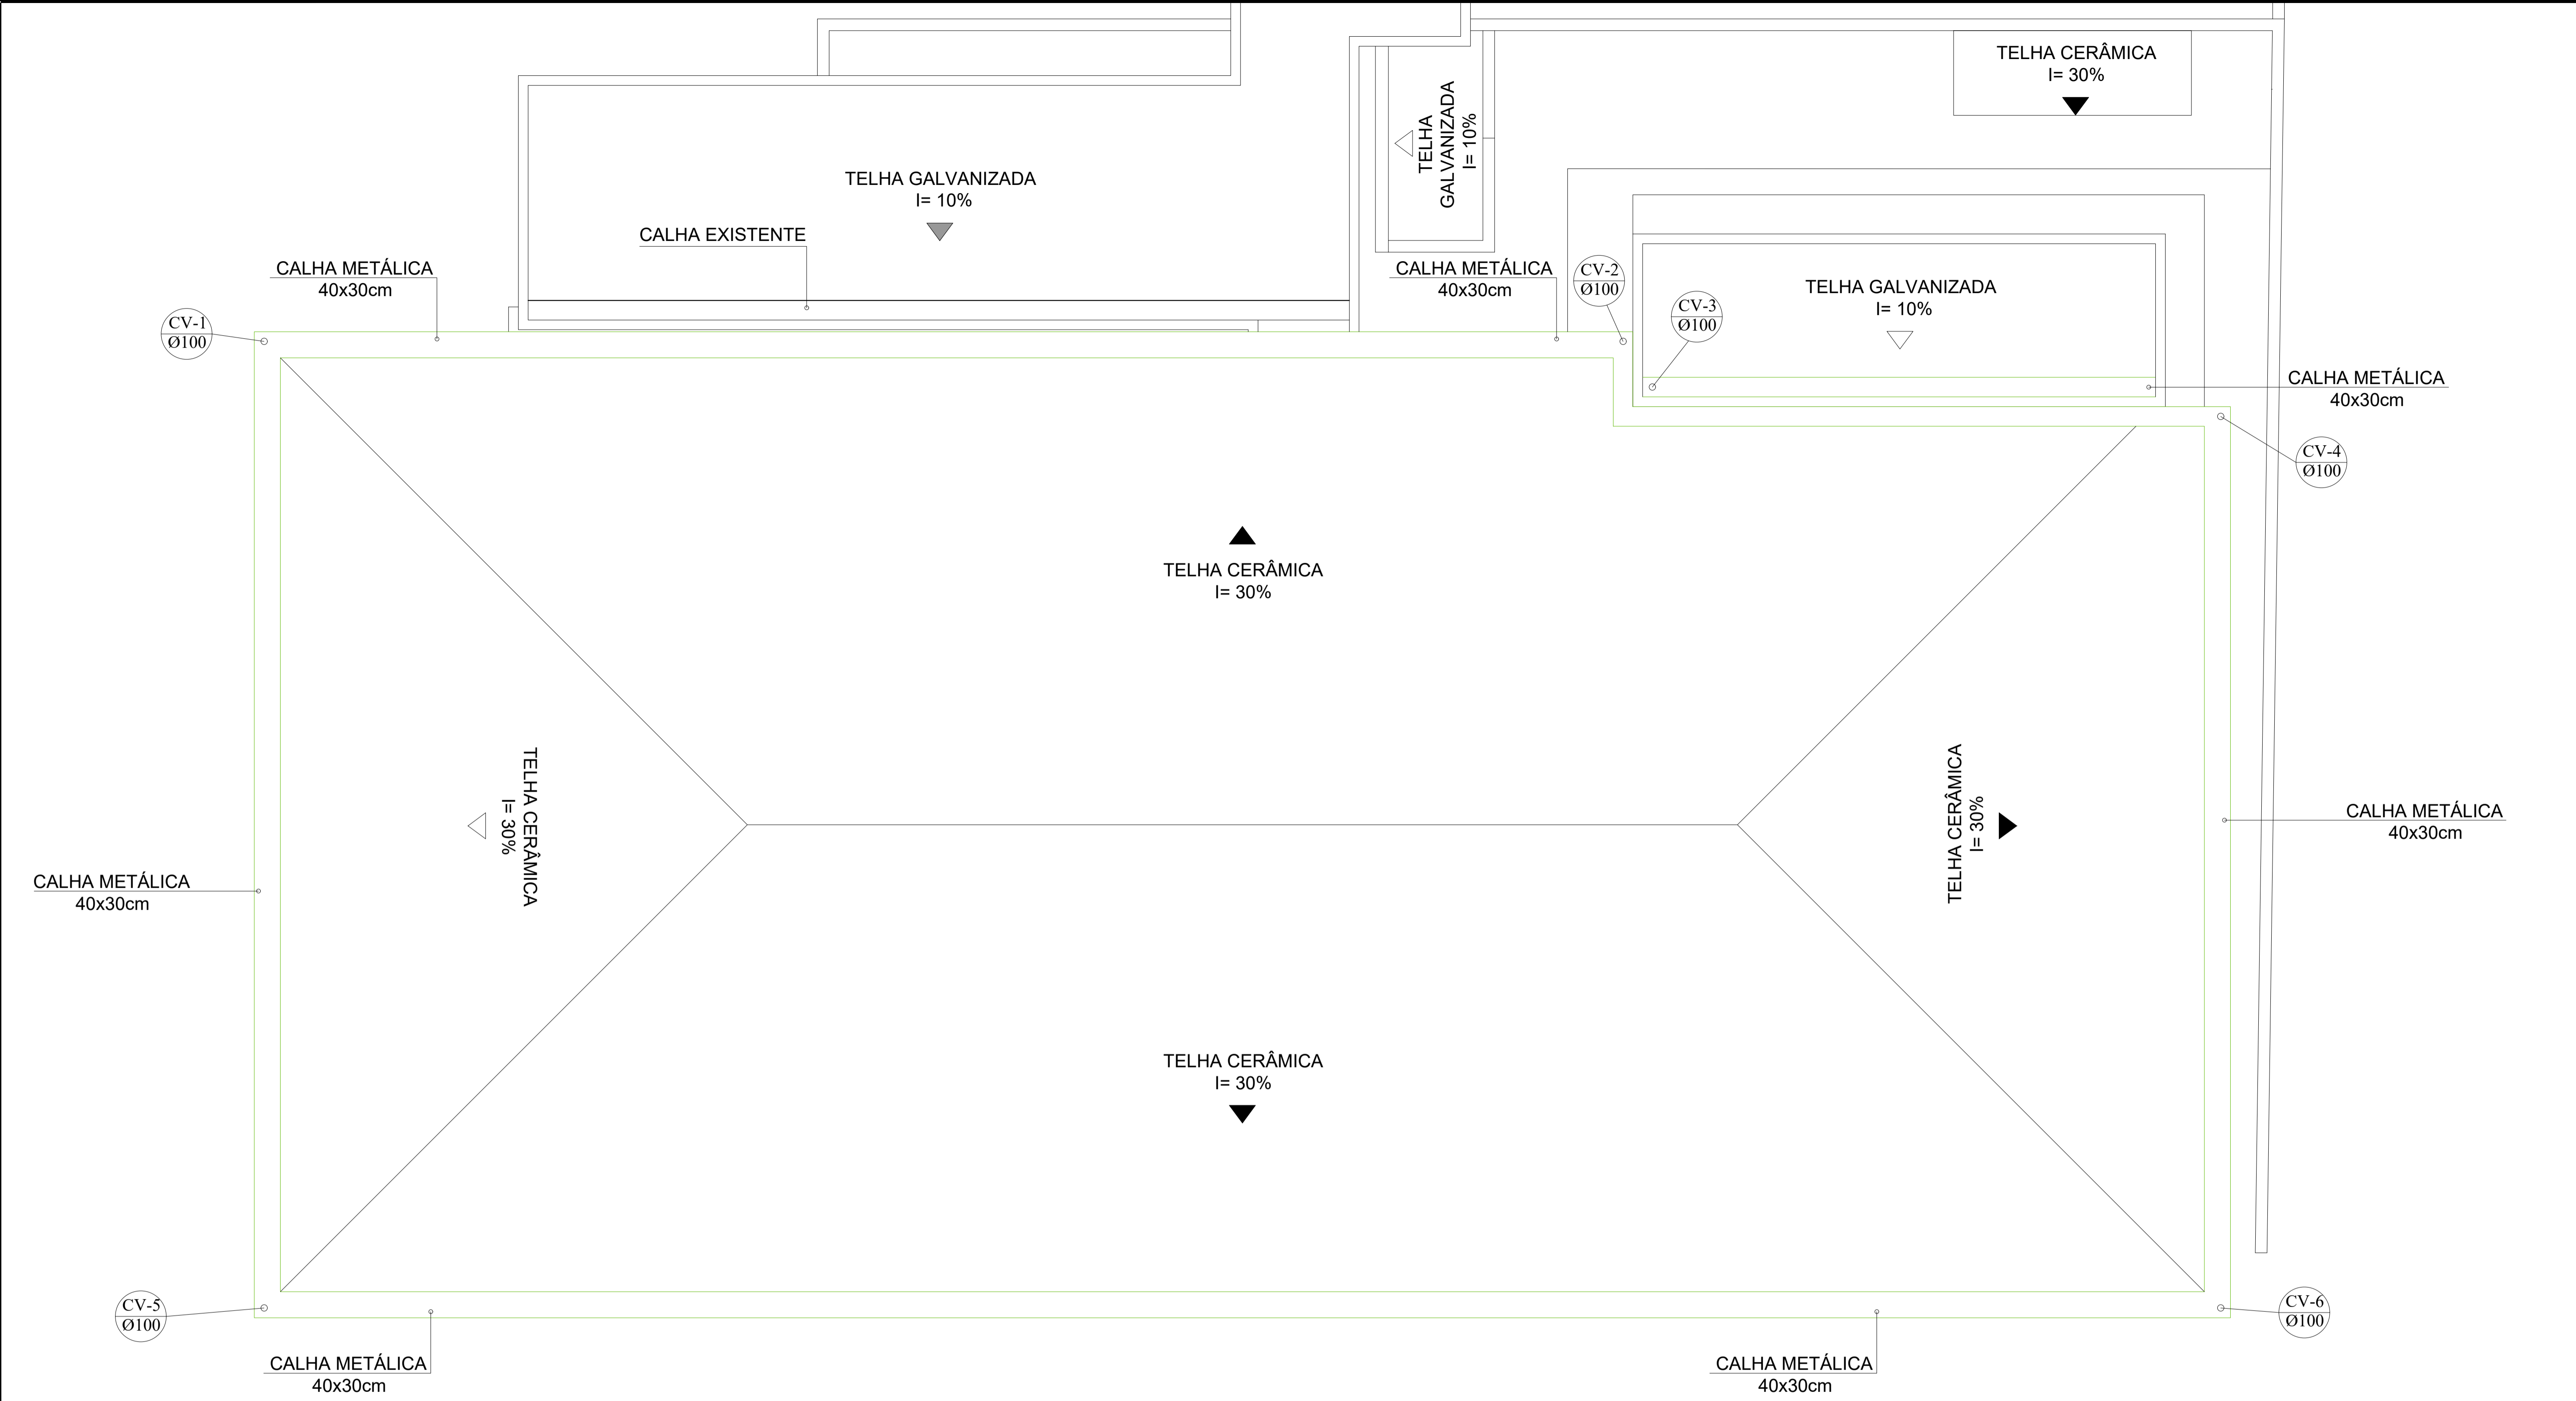 TELHA CERÂMICA
I= 30%
TELHA
GALVANIZADA
I= 10%
TELHA GALVANIZADA
I= 10%
CALHA EXISTENTE
CALHA METÁLICA
40x30cm
CALHA METÁLICA
40x30cm
CV-2
Ø100
TELHA GALVANIZADA
I= 10%
CV-3
Ø100
CV-1
Ø100
CALHA METÁLICA
40x30cm
CV-4
Ø100
TELHA CERÂMICA
I= 30%
TELHA CERÂMICA
I= 30%
TELHA CERÂMICA
I= 30%
CALHA METÁLICA
40x30cm
CALHA METÁLICA
40x30cm
TELHA CERÂMICA
I= 30%
CV-5
Ø100
CV-6
Ø100
CALHA METÁLICA
40x30cm
CALHA METÁLICA
40x30cm